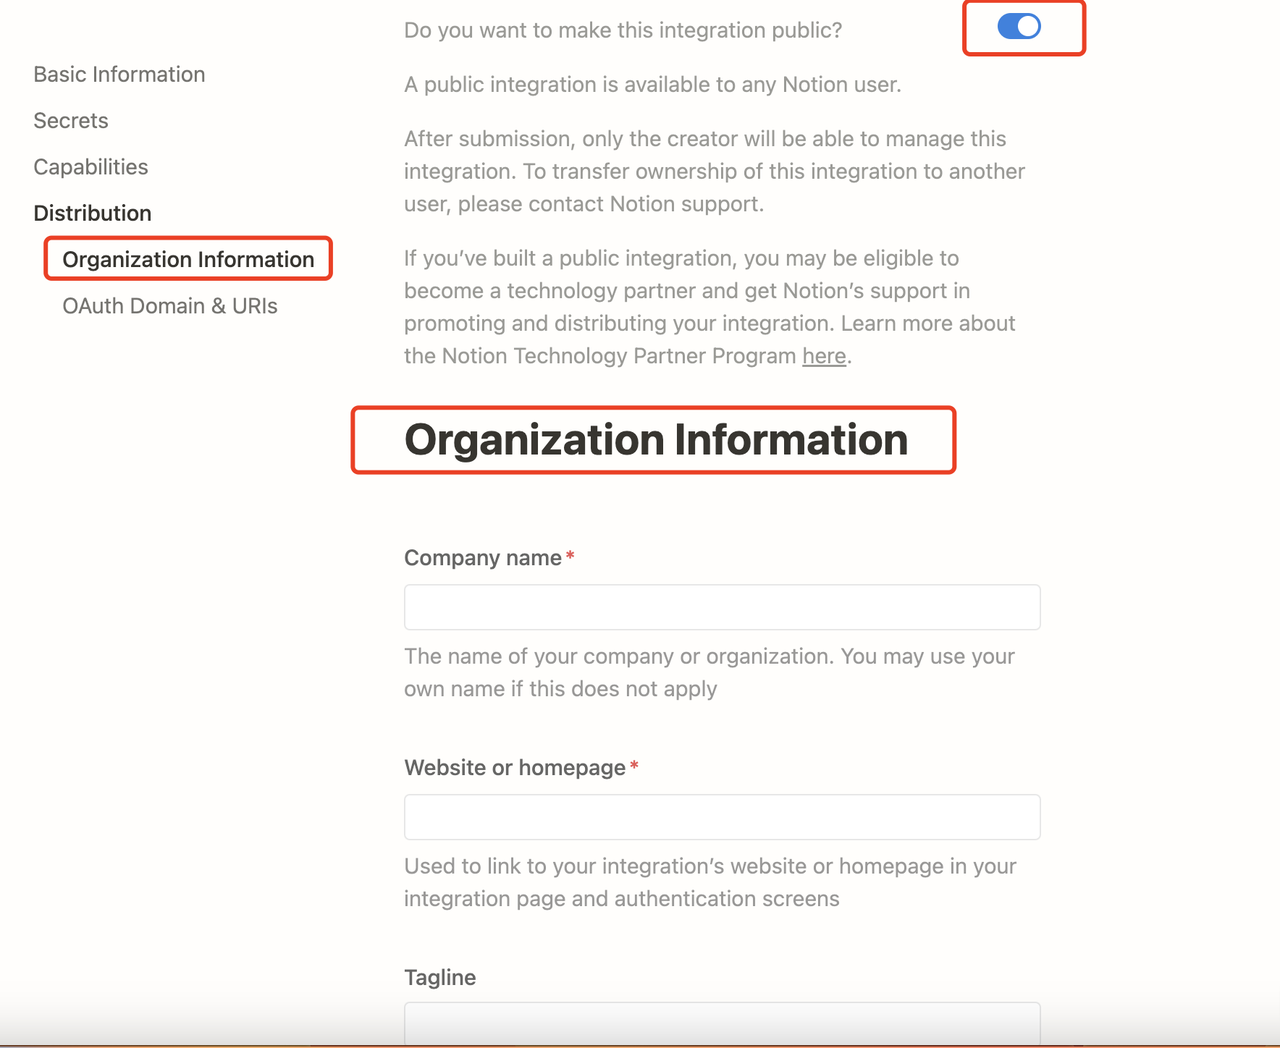 Do you want to make this integration public?
Basic Information
Secrets
Capabilities
Distribution
Organization Information
OAuth Domain & URIs
A public integration is available to any Notion user.
After submission, only the creator will be able to manage this
integration. To transfer ownership of this integration to another
user, please contact Notion support.
If you’ve built a public integration, you may be eligible to
become a technology partner and get Notion’s support in
promoting and distributing your integration. Learn more about
the Notion Technology Partner Program here.
Organization Information
Company name*
The name of your company or organization. You may use your
own name if this does not apply
Website or homepage*
Used to link to your integration’s website or homepage in your
integration page and authentication screens
Tagline